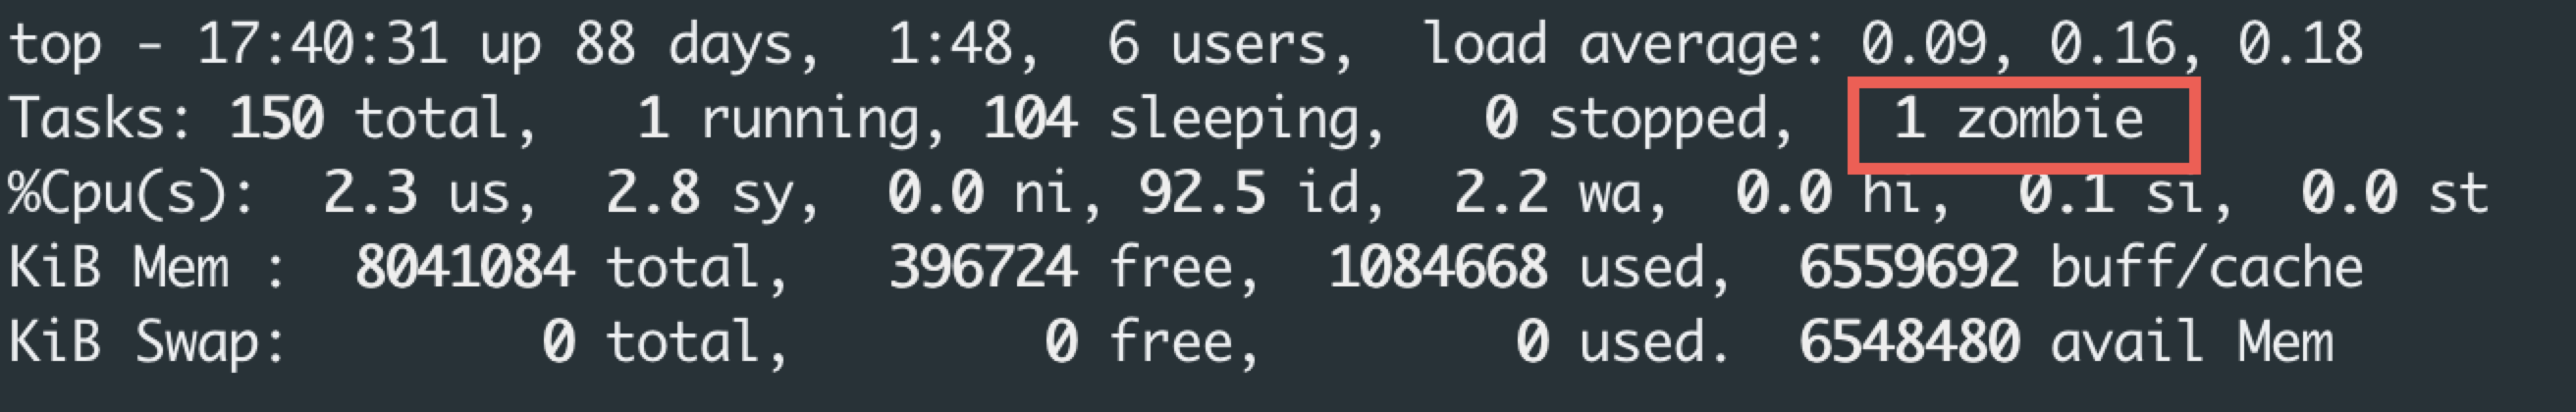 top - 17:40:31 up 88 days,  1:48,  6 users,  load average: 0.09, 0.16, 0.18
Tasks: 150 total,   1 running, 104 sleeping,   0 stopped,   1 zombie
%Cpu(s):  2.3 us,  2.8 sy,  0.0 ni, 92.5 id,  2.2 wa,  0.0 hi,  0.1 si,  0.0 st
KiB Mem :  8041084 total,   396724 free,  1084668 used,  6559692 buff/cache
KiB Swap:        0 total,        0 free,        0 used.  6548480 avail Mem